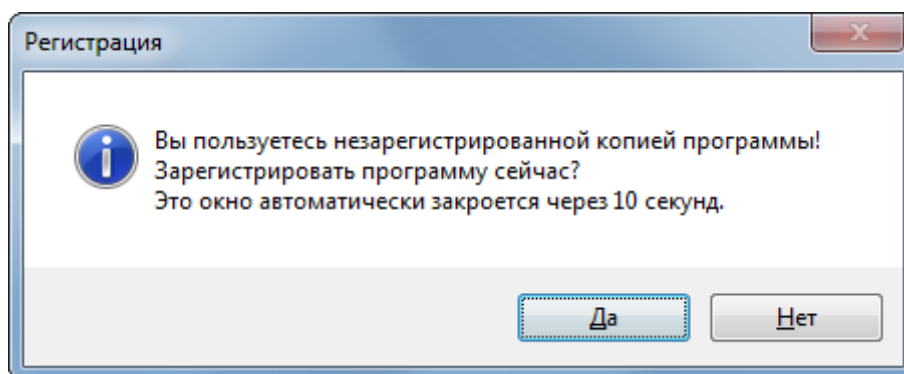 Регистрация
Вы пользуетесь незарегистрированной копией программы!
Зарегистрировать программу сейчас?
Это окно автоматически закроется через 10 секунд.
Да
Нет